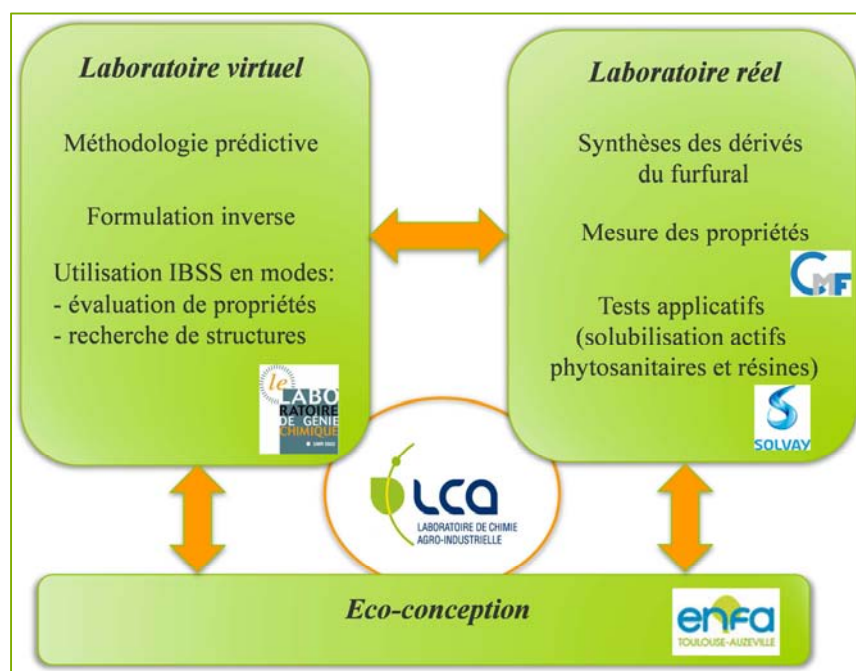 Laboratoire virtuel
Méthodologie prédictive
Formulation inverse
Utilisation IBSS en modes:
- évaluation de propriétés
- recherche de structures
le
LABO
RATOIRE
DE GÉNIE
CHIMIQUE
Laboratoire réel
Synthèses des dérivés
du furfural
Mesure des propriétés
CMF
Tests applicatifs
(solubilisation actifs
phytosanitaires et résines)
SOLVAY
LCA
LABORATOIRE DE CHIMIE
AGRO-INDUSTRIELLE
Eco-conception
enfa
TOULOUSE-AUZEVILLE